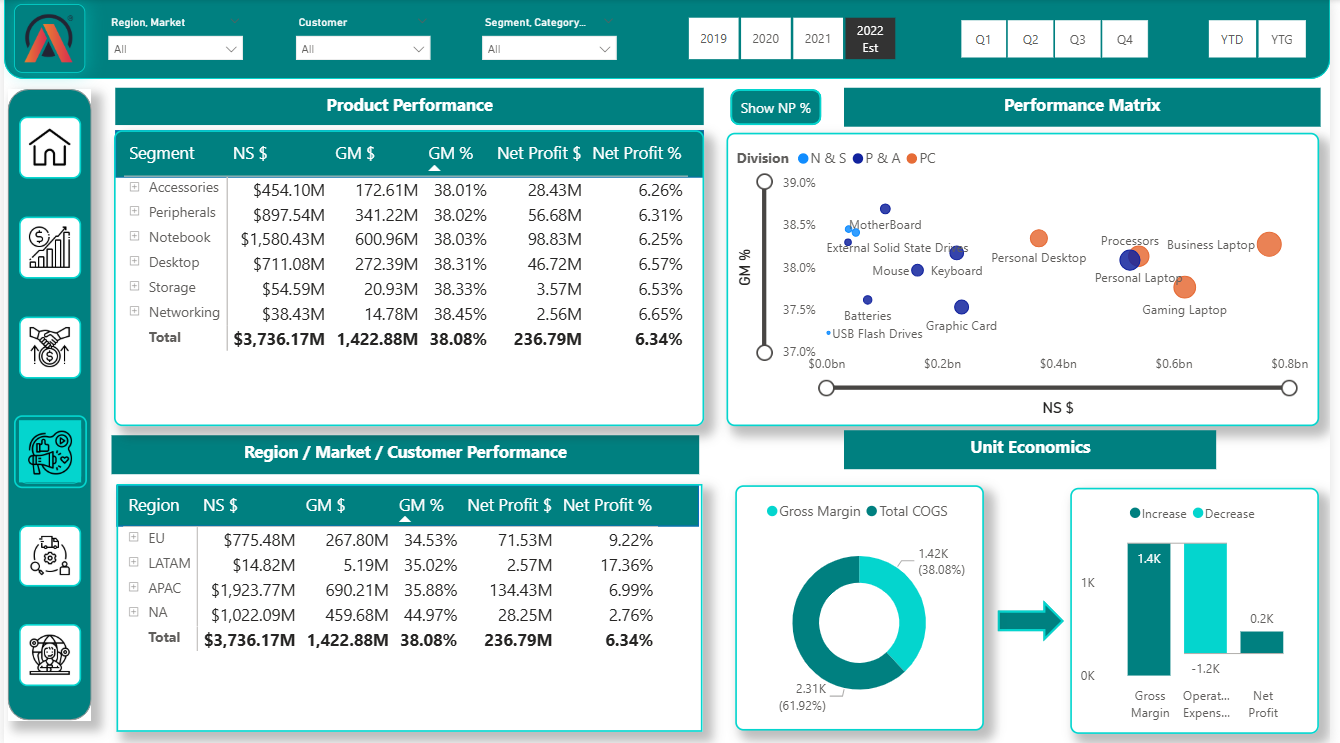 Region, Market
Customer
Segment, Category...
All
All
All
2019
2020
2021
2022
Est
Q1
Q2
Q3
Q4
YTD
YTG
Product Performance
Segment NS $ GM $ GM % Net Profit $ Net Profit %
Accessories $454.10M 172.61M 38.01% 28.43M 6.26%
Peripherals $897.54M 341.22M 38.02% 56.68M 6.31%
Notebook $1,580.43M 600.96M 38.03% 98.83M 6.25%
Desktop $711.08M 272.39M 38.31% 46.72M 6.57%
Storage $54.59M 20.93M 38.33% 3.57M 6.53%
Networking $38.43M 14.78M 38.45% 2.56M 6.65%
Total $3,736.17M 1,422.88M 38.08% 236.79M 6.34%
Show NP %
Performance Matrix
Division N & S P & A PC
GM %
39.0%
38.5%
38.0%
37.5%
37.0%
MotherBoard
External Solid State Drives
Mouse
Keyboard
Personal Desktop
Processors
Business Laptop
Personal Laptop
Gaming Laptop
Batteries
Graphic Card
USB Flash Drives
$0.0bn
$0.2bn
$0.4bn
$0.6bn
$0.8bn
NS $
Region / Market / Customer Performance
Region NS $ GM $ GM % Net Profit $ Net Profit %
EU $775.48M 267.80M 34.53% 71.53M 9.22%
LATAM $14.82M 5.19M 35.02% 2.57M 17.36%
APAC $1,923.77M 690.21M 35.88% 134.43M 6.99%
NA $1,022.09M 459.68M 44.97% 28.25M 2.76%
Total $3,736.17M 1,422.88M 38.08% 236.79M 6.34%
Unit Economics
Gross Margin Total COGS
1.42K
(38.08%)
2.31K
(61.92%)
Increase Decrease
1K
0K
1.4K
-1.2K
0.2K
Gross
Margin
Operat...
Expens...
Net
Profit